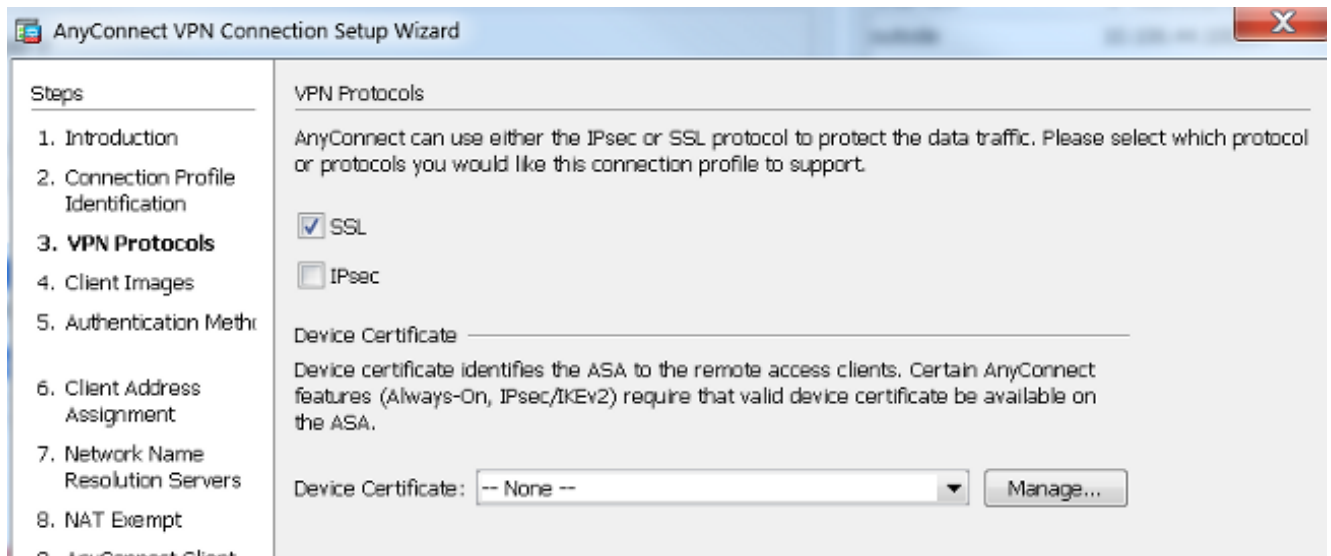 AnyConnect VPN Connection Setup Wizard
Steps
1. Introduction
2. Connection Profile
Identification
3. VPN Protocols
4. Client Images
5. Authentication Meth
6. Client Address
Assignment
7. Network Name
Resolution Servers
8. NAT Exempt
VPN Protocols
AnyConnect can use either the IPsec or SSL protocol to protect the data traffic. Please select which protocol
or protocols you would like this connection profile to support.
SSL
IPsec
Device Certificate
Device certificate identifies the ASA to the remote access clients. Certain AnyConnect
features (Always-On, IPsec/IKEv2) require that valid device certificate be available on
the ASA.
Device Certificate: -- None -- Manage...